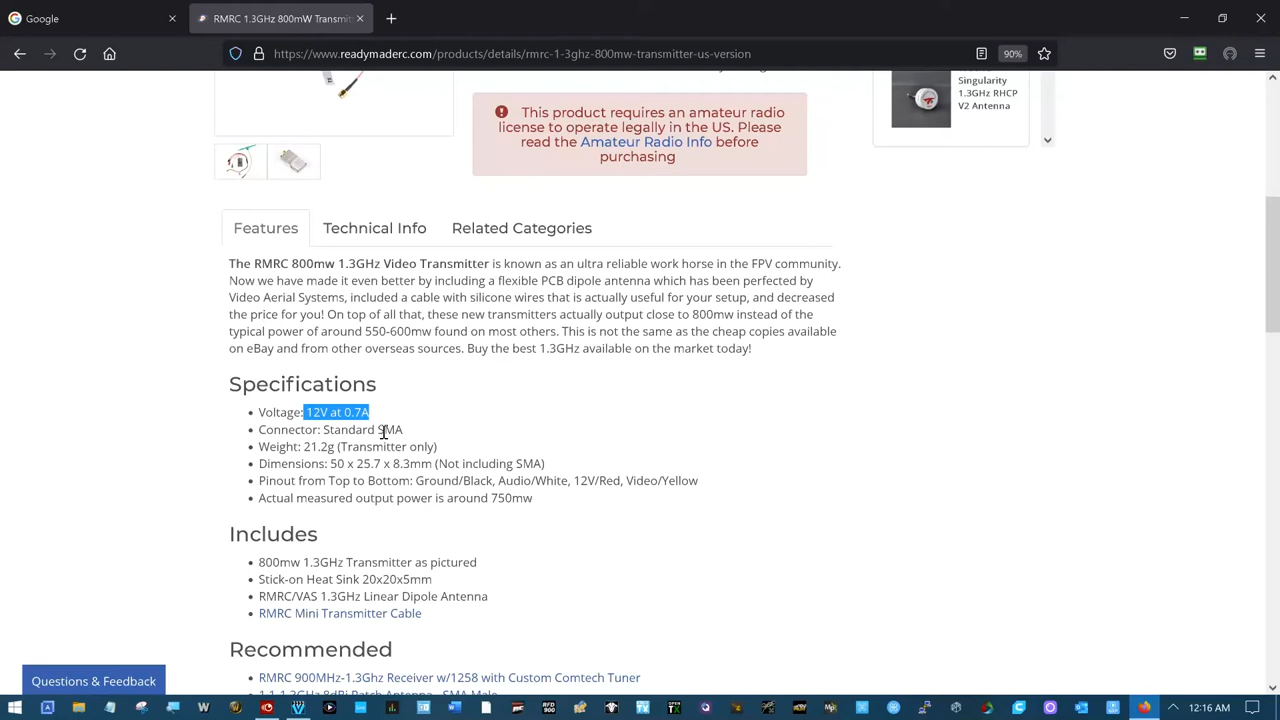 Google
RMRC 1.3GHz 800mW Transmit
https://www.readymaderc.com/products/details/rmrc-1-3ghz-800mw-transmitter-us-version
90%
Singularity
1.3GHz RHCP
V2 Antenna
This product requires an amateur radio
license to operate legally in the US. Please
read the Amateur Radio Info before
purchasing
Features
Technical Info
Related Categories
The RMRC 800mw 1.3GHz Video Transmitter is known as an ultra reliable work horse in the FPV community.
Now we have made it even better by including a flexible PCB dipole antenna which has been perfected by
Video Aerial Systems, included a cable with silicone wires that is actually useful for your setup, and decreased
the price for you! On top of all that, these new transmitters actually output close to 800mw instead of the
typical power of around 550-600mw found on most others. This is not the same as the cheap copies available
on eBay and from other overseas sources. Buy the best 1.3GHz available on the market today!
Specifications
• Voltage: 12V at 0.7A
• Connector: Standard SMA
• Weight: 21.2g (Transmitter only)
• Dimensions: 50 x 25.7 x 8.3mm (Not including SMA)
• Pinout from Top to Bottom: Ground/Black, Audio/White, 12V/Red, Video/Yellow
• Actual measured output power is around 750mw
Includes
• 800mw 1.3GHz Transmitter as pictured
• Stick-on Heat Sink 20x20x5mm
• RMRC/VAS 1.3GHz Linear Dipole Antenna
• RMRC Mini Transmitter Cable
Recommended
• RMRC 900MHz-1.3Ghz Receiver w/1258 with Custom Comtech Tuner
1.1-1.3GHz 8dBi Patch Antenna - SMA Male
Questions & Feedback
12:16 AM